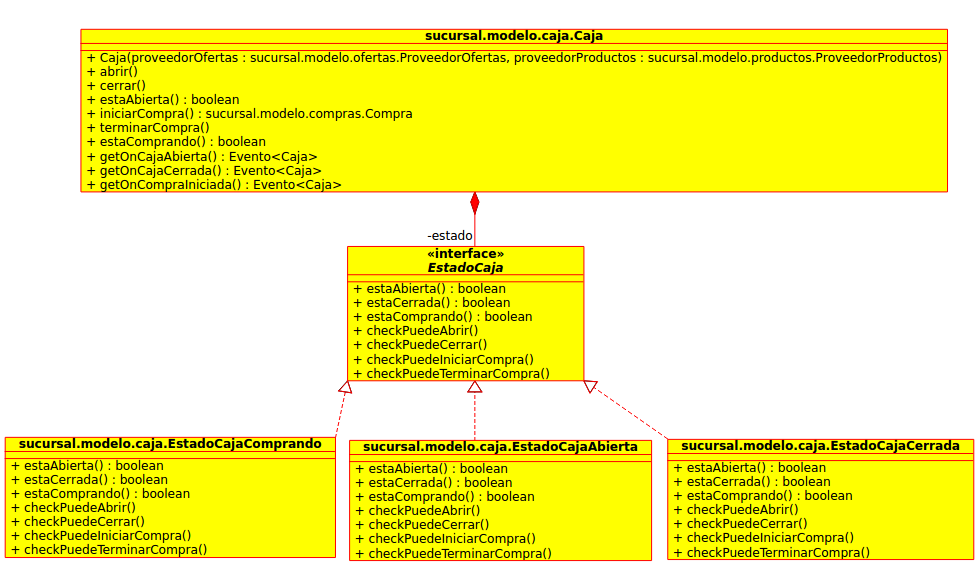 sucursal.modelo.caja.Caja
+ Caja(proveedorOfertas : sucursal.modelo.ofertas.ProveedorOfertas, proveedorProductos : sucursal.modelo.productos.ProveedorProductos)
+ abrir()
+ cerrar()
+ estaAbierta() : boolean
+ iniciarCompra() : sucursal.modelo.compras.Compra
+ terminarCompra()
+ estaComprando() : boolean
+ getOnCajaAbierta() : Evento<Caja>
+ getOnCajaCerrada() : Evento<Caja>
+ getOnCompraIniciada() : Evento<Caja>
-estado
«interface»
EstadoCaja
+ estaAbierta() : boolean
+ estaCerrada() : boolean
+ estaComprando() : boolean
+ checkPuedeAbrir()
+ checkPuedeCerrar()
+ checkPuedeIniciarCompra()
+ checkPuedeTerminarCompra()
sucursal.modelo.caja.EstadoCajaComprando
+ estaAbierta() : boolean
+ estaCerrada() : boolean
+ estaComprando() : boolean
+ checkPuedeAbrir()
+ checkPuedeCerrar()
+ checkPuedeIniciarCompra()
+ checkPuedeTerminarCompra()
sucursal.modelo.caja.EstadoCajaAbierta
+ estaAbierta() : boolean
+ estaCerrada() : boolean
+ estaComprando() : boolean
+ checkPuedeAbrir()
+ checkPuedeCerrar()
+ checkPuedeIniciarCompra()
+ checkPuedeTerminarCompra()
sucursal.modelo.caja.EstadoCajaCerrada
+ estaAbierta() : boolean
+ estaCerrada() : boolean
+ estaComprando() : boolean
+ checkPuedeAbrir()
+ checkPuedeCerrar()
+ checkPuedeIniciarCompra()
+ checkPuedeTerminarCompra()